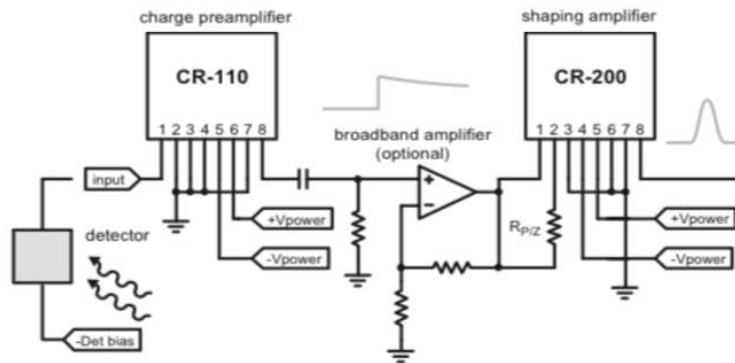 charge preamplifier
shaping amplifier
CR-110
CR-200
1 2 3 4 5 6 7 8
1 2 3 4 5 6 7 8
broadband amplifier
(optional)
input
+
−
+Vpower
-Vpower
detector
RP/Z
+Vpower
-Vpower
-Det bias